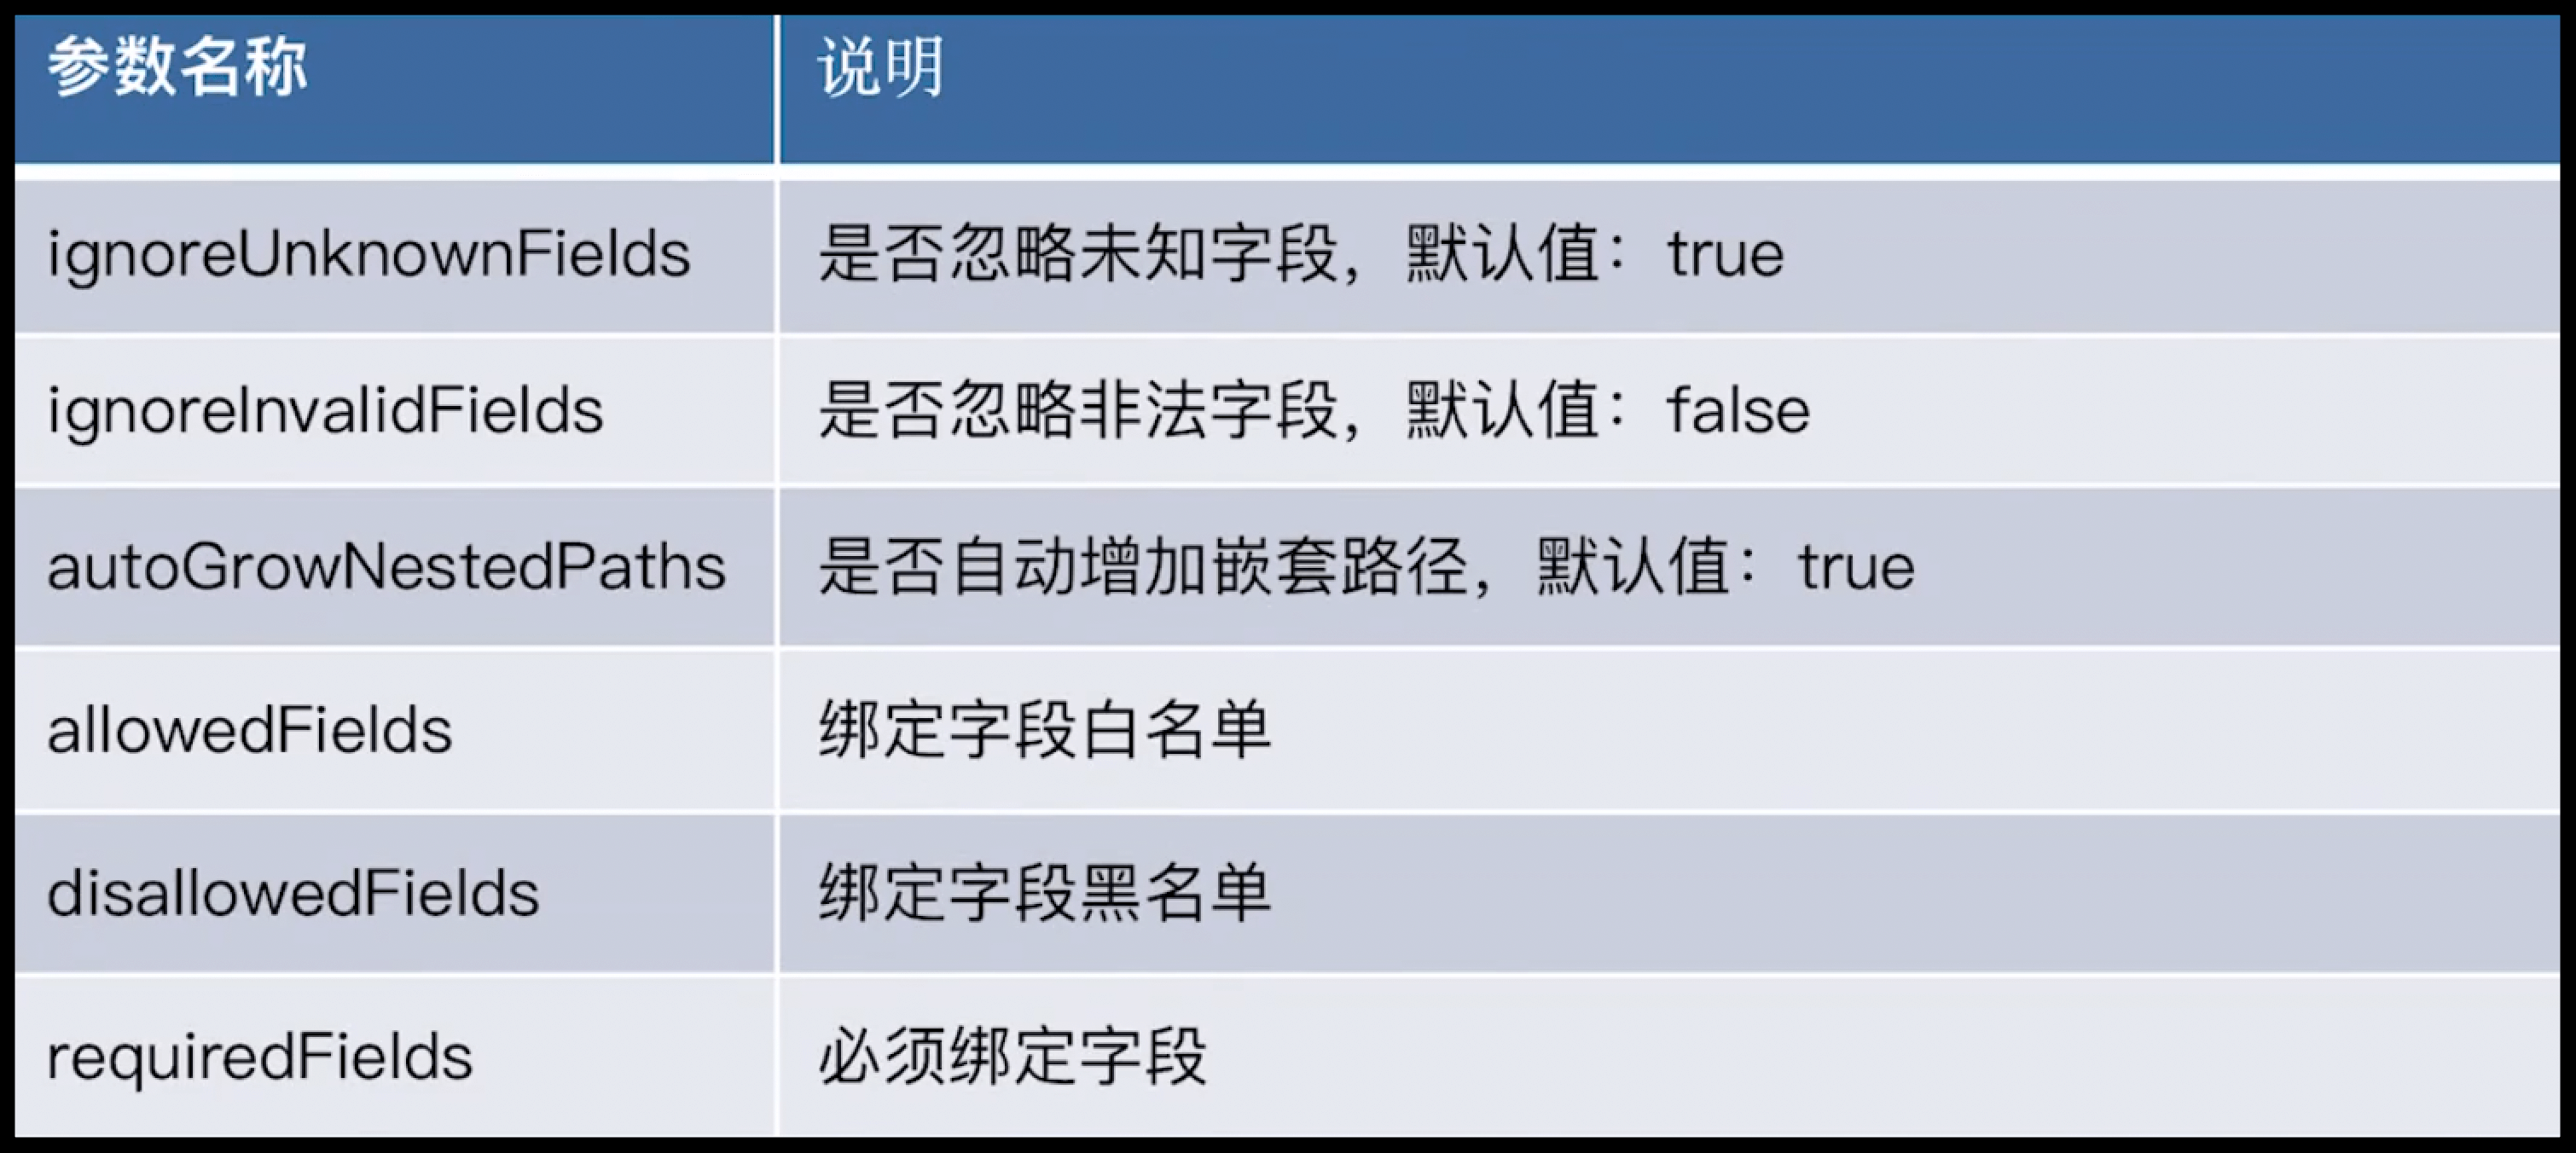 参数名称 说明
ignoreUnknownFields 是否忽略未知字段，默认值：true
ignoreInvalidFields 是否忽略非法字段，默认值：false
autoGrowNestedPaths 是否自动增加嵌套路径，默认值：true
allowedFields 绑定字段白名单
disallowedFields 绑定字段黑名单
requiredFields 必须绑定字段